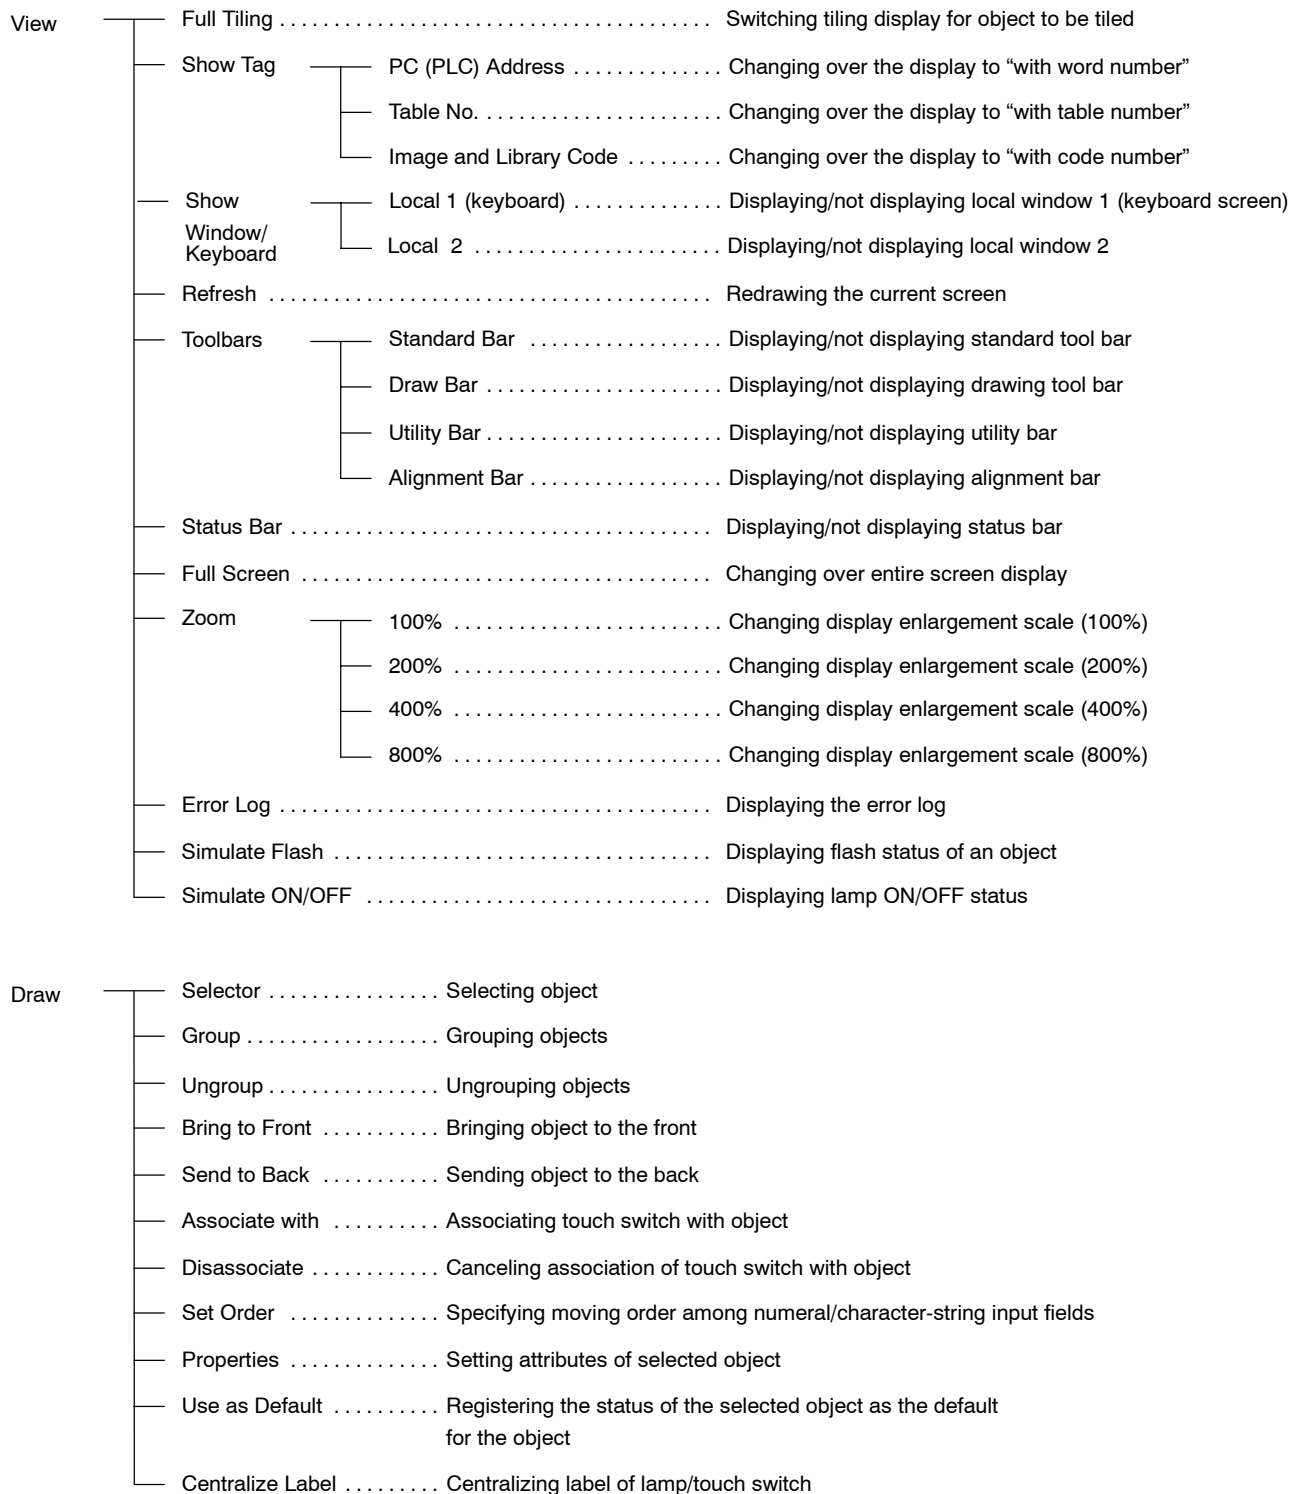 View Full Tiling . . . . . . . . . . . . . . . . . . . . . . . . . . . . . . . . . . . . . . . . Switching tiling display for object to be tiled
Show Tag PC (PLC) Address . . . . . . . . . . . . . . Changing over the display to “with word number”
Table No. . . . . . . . . . . . . . . . . . . . . . . Changing over the display to “with table number”
Image and Library Code . . . . . . . . . Changing over the display to “with code number”
Show Local 1 (keyboard) . . . . . . . . . . . . . . Displaying/not displaying local window 1 (keyboard screen)
Window/
Keyboard Local 2 . . . . . . . . . . . . . . . . . . . . . . . Displaying/not displaying local window 2
Refresh . . . . . . . . . . . . . . . . . . . . . . . . . . . . . . . . . . . . . . . . . Redrawing the current screen
Toolbars Standard Bar . . . . . . . . . . . . . . . . . . Displaying/not displaying standard tool bar
Draw Bar . . . . . . . . . . . . . . . . . . . . . . Displaying/not displaying drawing tool bar
Utility Bar . . . . . . . . . . . . . . . . . . . . . . Displaying/not displaying utility bar
Alignment Bar . . . . . . . . . . . . . . . . . . Displaying/not displaying alignment bar
Status Bar . . . . . . . . . . . . . . . . . . . . . . . . . . . . . . . . . . . . . . . Displaying/not displaying status bar
Full Screen . . . . . . . . . . . . . . . . . . . . . . . . . . . . . . . . . . . . . . Changing over entire screen display
Zoom 100% . . . . . . . . . . . . . . . . . . . . . . . . . Changing display enlargement scale (100%)
200% . . . . . . . . . . . . . . . . . . . . . . . . . Changing display enlargement scale (200%)
400% . . . . . . . . . . . . . . . . . . . . . . . . . Changing display enlargement scale (400%)
800% . . . . . . . . . . . . . . . . . . . . . . . . . Changing display enlargement scale (800%)
Error Log . . . . . . . . . . . . . . . . . . . . . . . . . . . . . . . . . . . . . . . . Displaying the error log
Simulate Flash . . . . . . . . . . . . . . . . . . . . . . . . . . . . . . . . . . . Displaying flash status of an object
Simulate ON/OFF . . . . . . . . . . . . . . . . . . . . . . . . . . . . . . . . Displaying lamp ON/OFF status
Draw Selector . . . . . . . . . . . . . . . . Selecting object
Group . . . . . . . . . . . . . . . . . . Grouping objects
Ungroup . . . . . . . . . . . . . . . . Ungrouping objects
Bring to Front . . . . . . . . . . . Bringing object to the front
Send to Back . . . . . . . . . . . Sending object to the back
Associate with . . . . . . . . . . Associating touch switch with object
Disassociate . . . . . . . . . . . . Canceling association of touch switch with object
Set Order . . . . . . . . . . . . . . Specifying moving order among numeral/character-string input fields
Properties . . . . . . . . . . . . . . Setting attributes of selected object
Use as Default . . . . . . . . . . Registering the status of the selected object as the default
for the object
Centralize Label . . . . . . . . . Centralizing label of lamp/touch switch